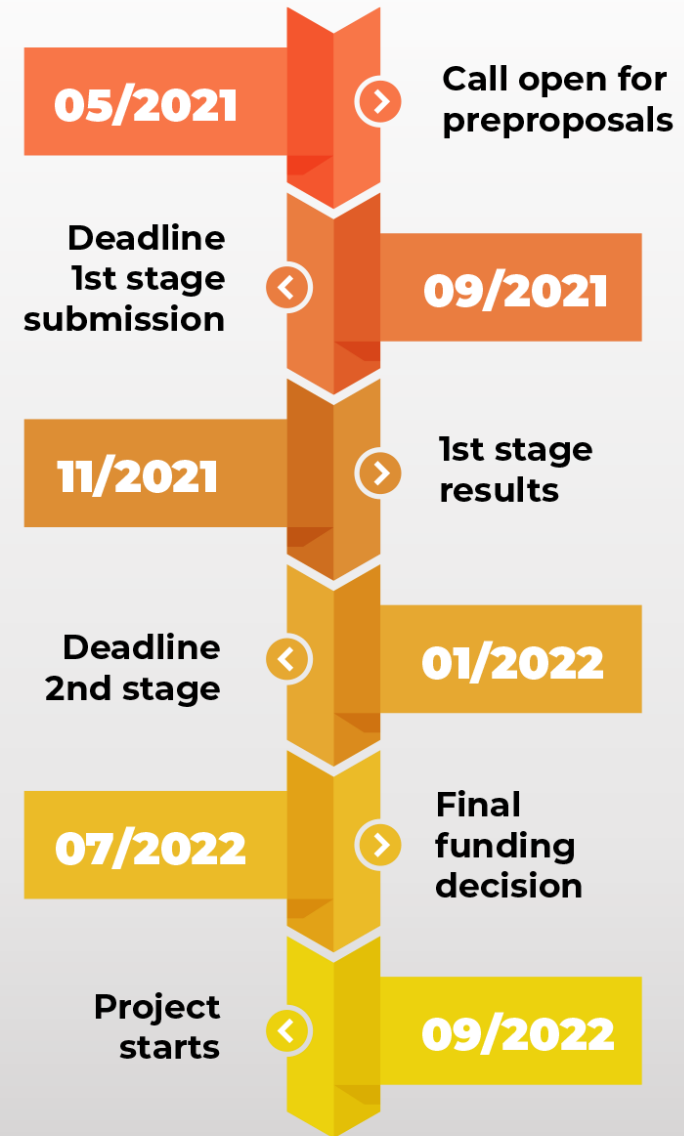 05/2021
Call open for
preproposals
Deadline
1st stage
submission
09/2021
11/2021
1st stage
results
Deadline
2nd stage
01/2022
07/2022
Final
funding
decision
Project
starts
09/2022